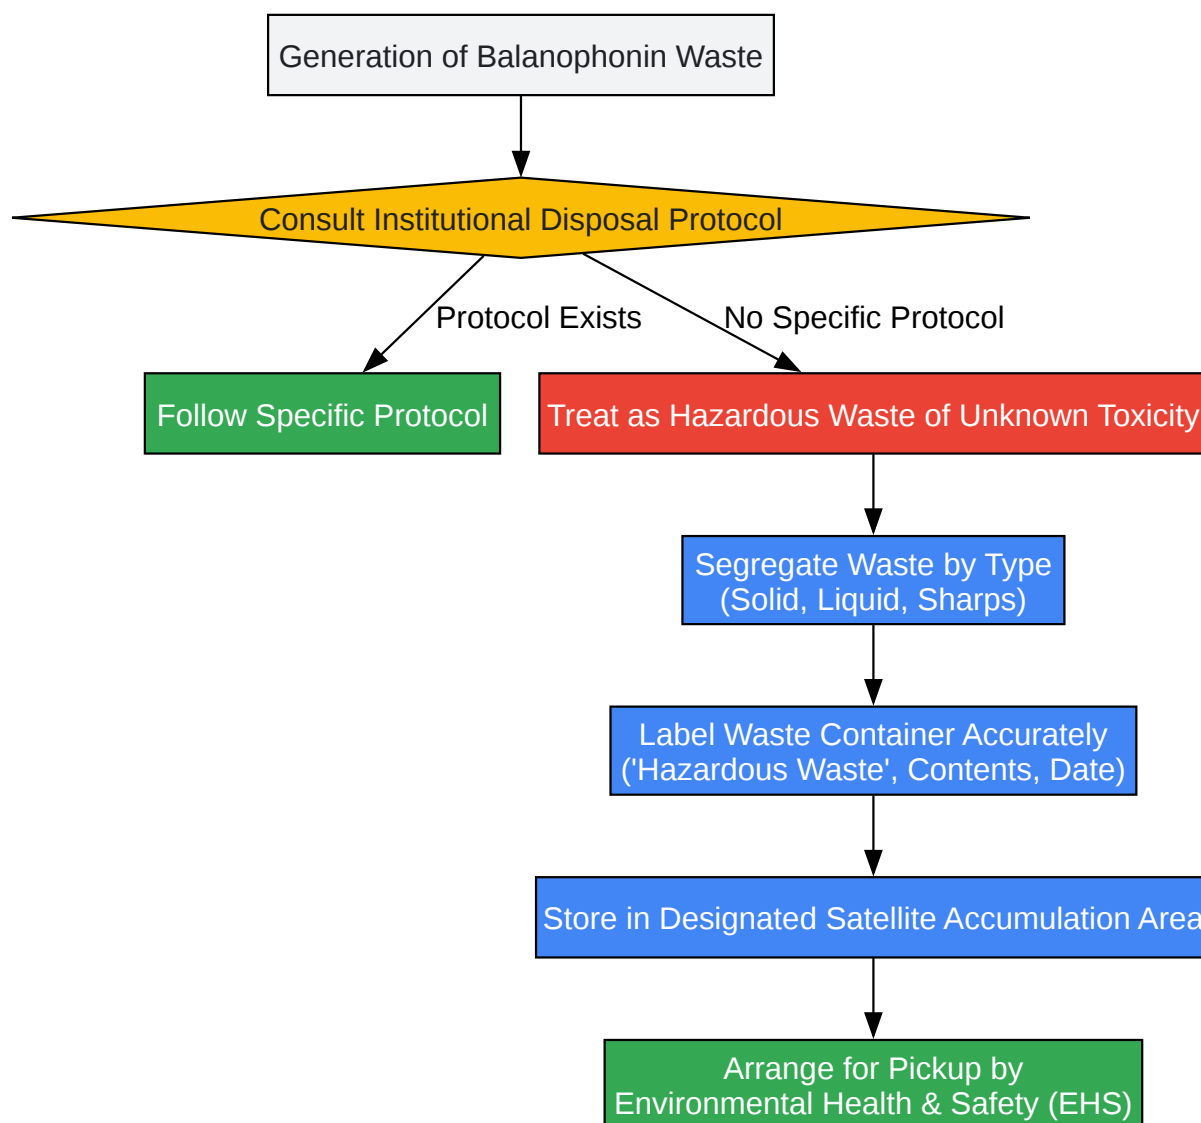 Generation of Balanophonin Waste
Consult Institutional Disposal Protocol
Protocol Exists
No Specific Protocol
Follow Specific Protocol
Treat as Hazardous Waste of Unknown Toxicity
Segregate Waste by Type
(Solid, Liquid, Sharps)
Label Waste Container Accurately
('Hazardous Waste', Contents, Date)
Store in Designated Satellite Accumulation Area
Arrange for Pickup by
Environmental Health & Safety (EHS)